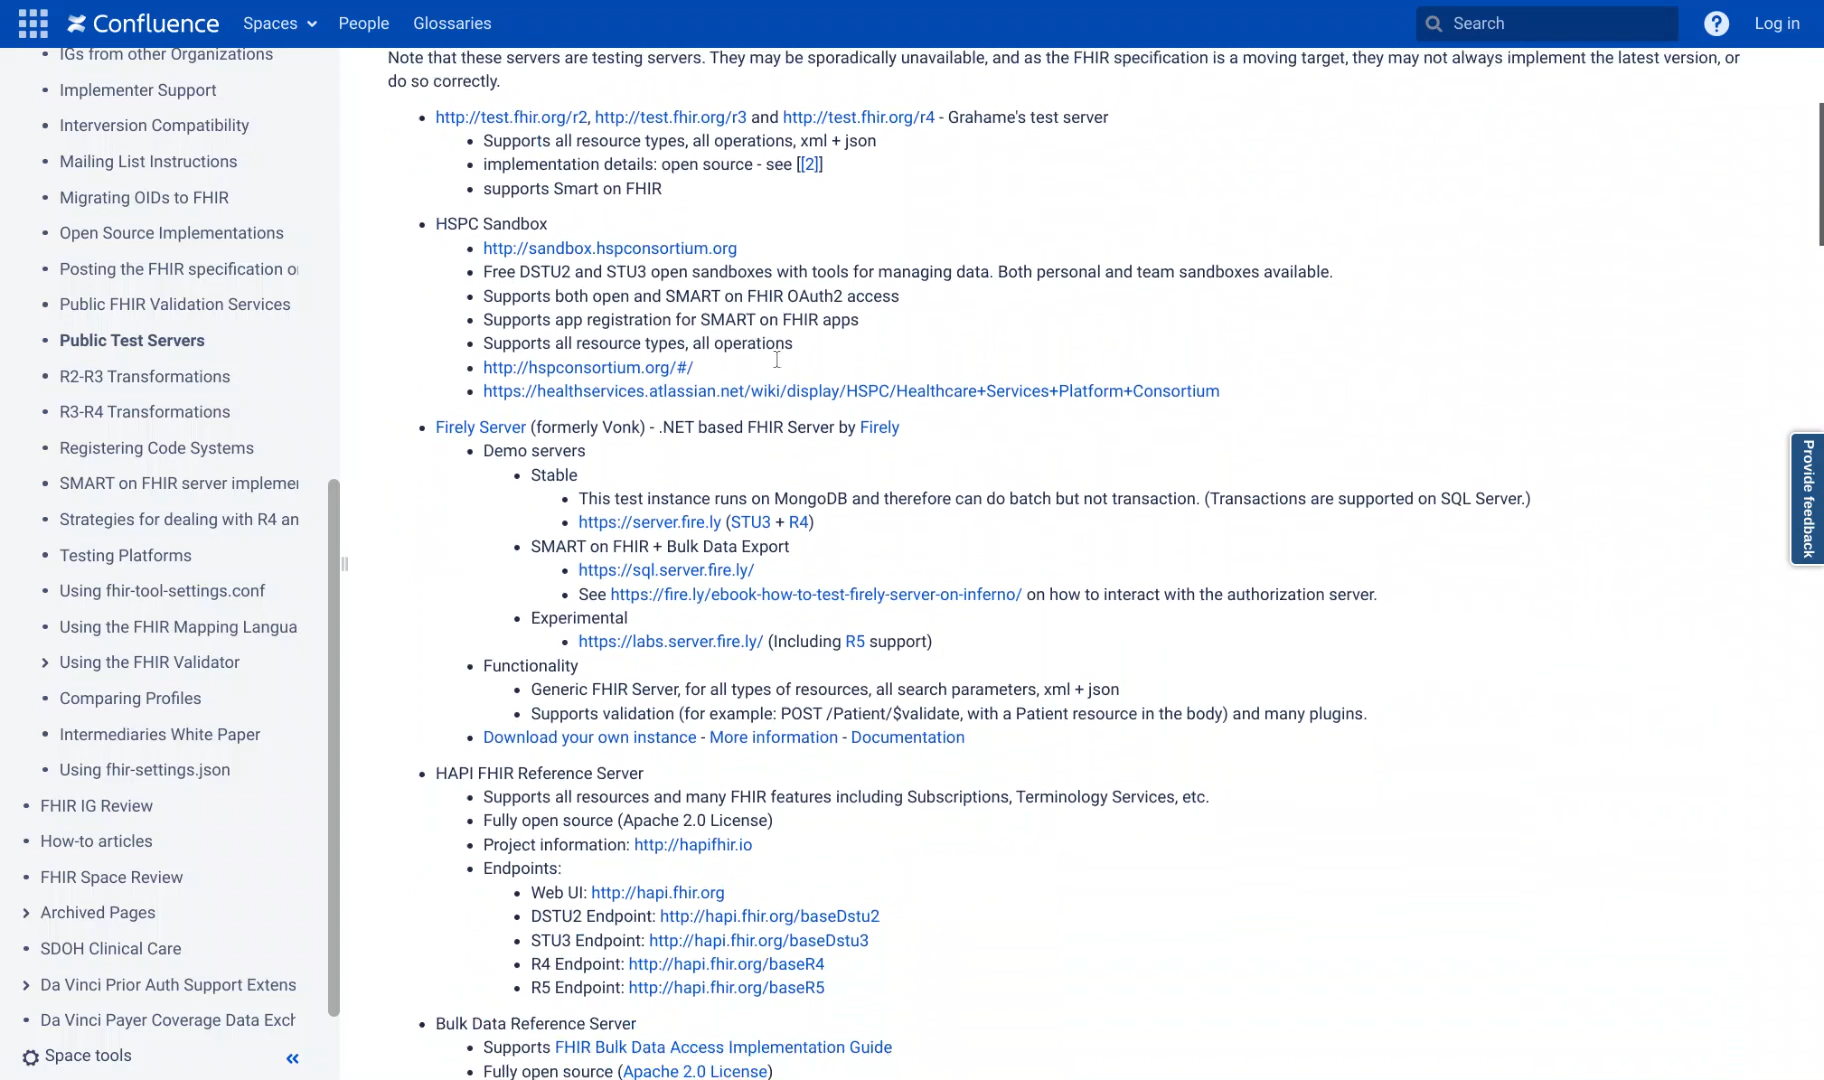 Confluence Spaces People Glossaries Search ? Log in
IGs from other Organizations
Implementer Support
Interversion Compatibility
Mailing List Instructions
Migrating OIDs to FHIR
Open Source Implementations
Posting the FHIR specification o
Public FHIR Validation Services
Public Test Servers
R2-R3 Transformations
R3-R4 Transformations
Registering Code Systems
SMART on FHIR server implemer
Strategies for dealing with R4 an
Testing Platforms
Using fhir-tool-settings.conf
Using the FHIR Mapping Langua
Using the FHIR Validator
Comparing Profiles
Intermediaries White Paper
Using fhir-settings.json
FHIR IG Review
How-to articles
FHIR Space Review
Archived Pages
SDOH Clinical Care
Da Vinci Prior Auth Support Extens
Da Vinci Payer Coverage Data Exch
Space tools
Note that these servers are testing servers. They may be sporadically unavailable, and as the FHIR specification is a moving target, they may not always implement the latest version, or
do so correctly.
http://test.fhir.org/r2, http://test.fhir.org/r3 and http://test.fhir.org/r4 - Grahame's test server
Supports all resource types, all operations, xml + json
implementation details: open source - see [[2]]
supports Smart on FHIR
HSPC Sandbox
http://sandbox.hspconsortium.org
Free DSTU2 and STU3 open sandboxes with tools for managing data. Both personal and team sandboxes available.
Supports both open and SMART on FHIR OAuth2 access
Supports app registration for SMART on FHIR apps
Supports all resource types, all operations
http://hspconsortium.org/#/
https://healthservices.atlassian.net/wiki/display/HSPC/Healthcare+Services+Platform+Consortium
Firely Server (formerly Vonk) - .NET based FHIR Server by Firely
Demo servers
Stable
This test instance runs on MongoDB and therefore can do batch but not transaction. (Transactions are supported on SQL Server.)
https://server.fire.ly (STU3 + R4)
SMART on FHIR + Bulk Data Export
https://sql.server.fire.ly/
See https://fire.ly/ebook-how-to-test-firely-server-on-inferno/ on how to interact with the authorization server.
Experimental
https://labs.server.fire.ly/ (Including R5 support)
Functionality
Generic FHIR Server, for all types of resources, all search parameters, xml + json
Supports validation (for example: POST /Patient/$validate, with a Patient resource in the body) and many plugins.
Download your own instance - More information - Documentation
HAPI FHIR Reference Server
Supports all resources and many FHIR features including Subscriptions, Terminology Services, etc.
Fully open source (Apache 2.0 License)
Project information: http://hapifhir.io
Endpoints:
Web UI: http://hapi.fhir.org
DSTU2 Endpoint: http://hapi.fhir.org/baseDstu2
STU3 Endpoint: http://hapi.fhir.org/baseDstu3
R4 Endpoint: http://hapi.fhir.org/baseR4
R5 Endpoint: http://hapi.fhir.org/baseR5
Bulk Data Reference Server
Supports FHIR Bulk Data Access Implementation Guide
Fully open source (Apache 2.0 License)
Provide feedback